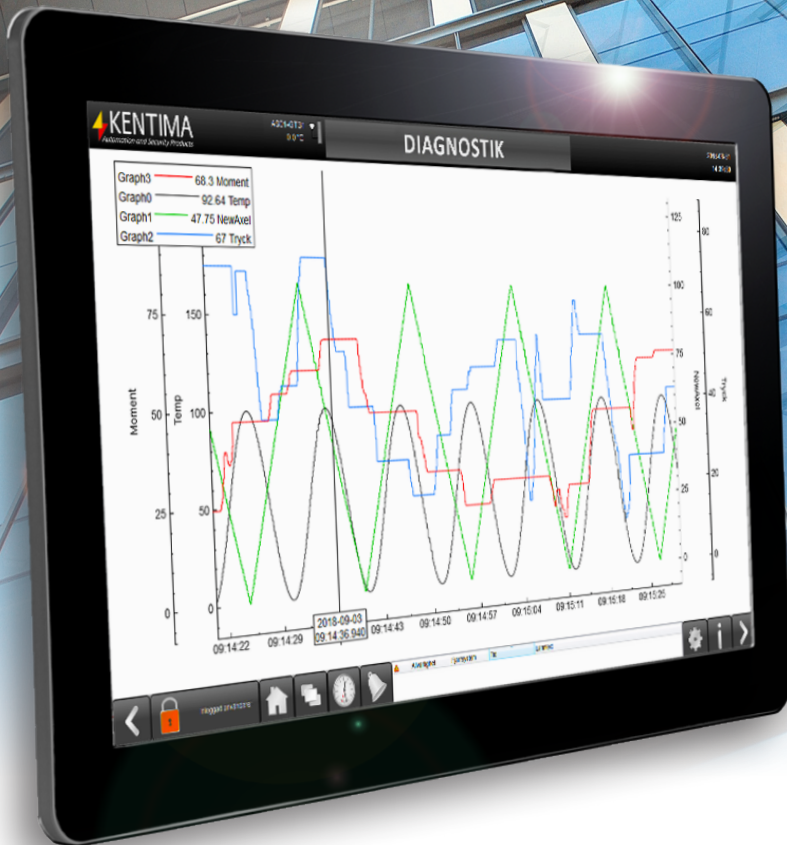 KENTIMA
Automation and Security Products
DIAGNOSTIK
Graph3 68.3 Moment
Graph0 92.64 Temp
Graph1 47.75 NewAxel
Graph2 67 Tryck
75
50
25
0
Moment
150
100
50
0
Temp
125
100
75
50
25
0
NewAxel
80
60
40
20
0
Tryck
09:14:22
09:14:29
2018-09-03
09:14:36.940
09:14:43
09:14:50
09:14:57
09:15:04
09:15:11
09:15:18
09:15:25